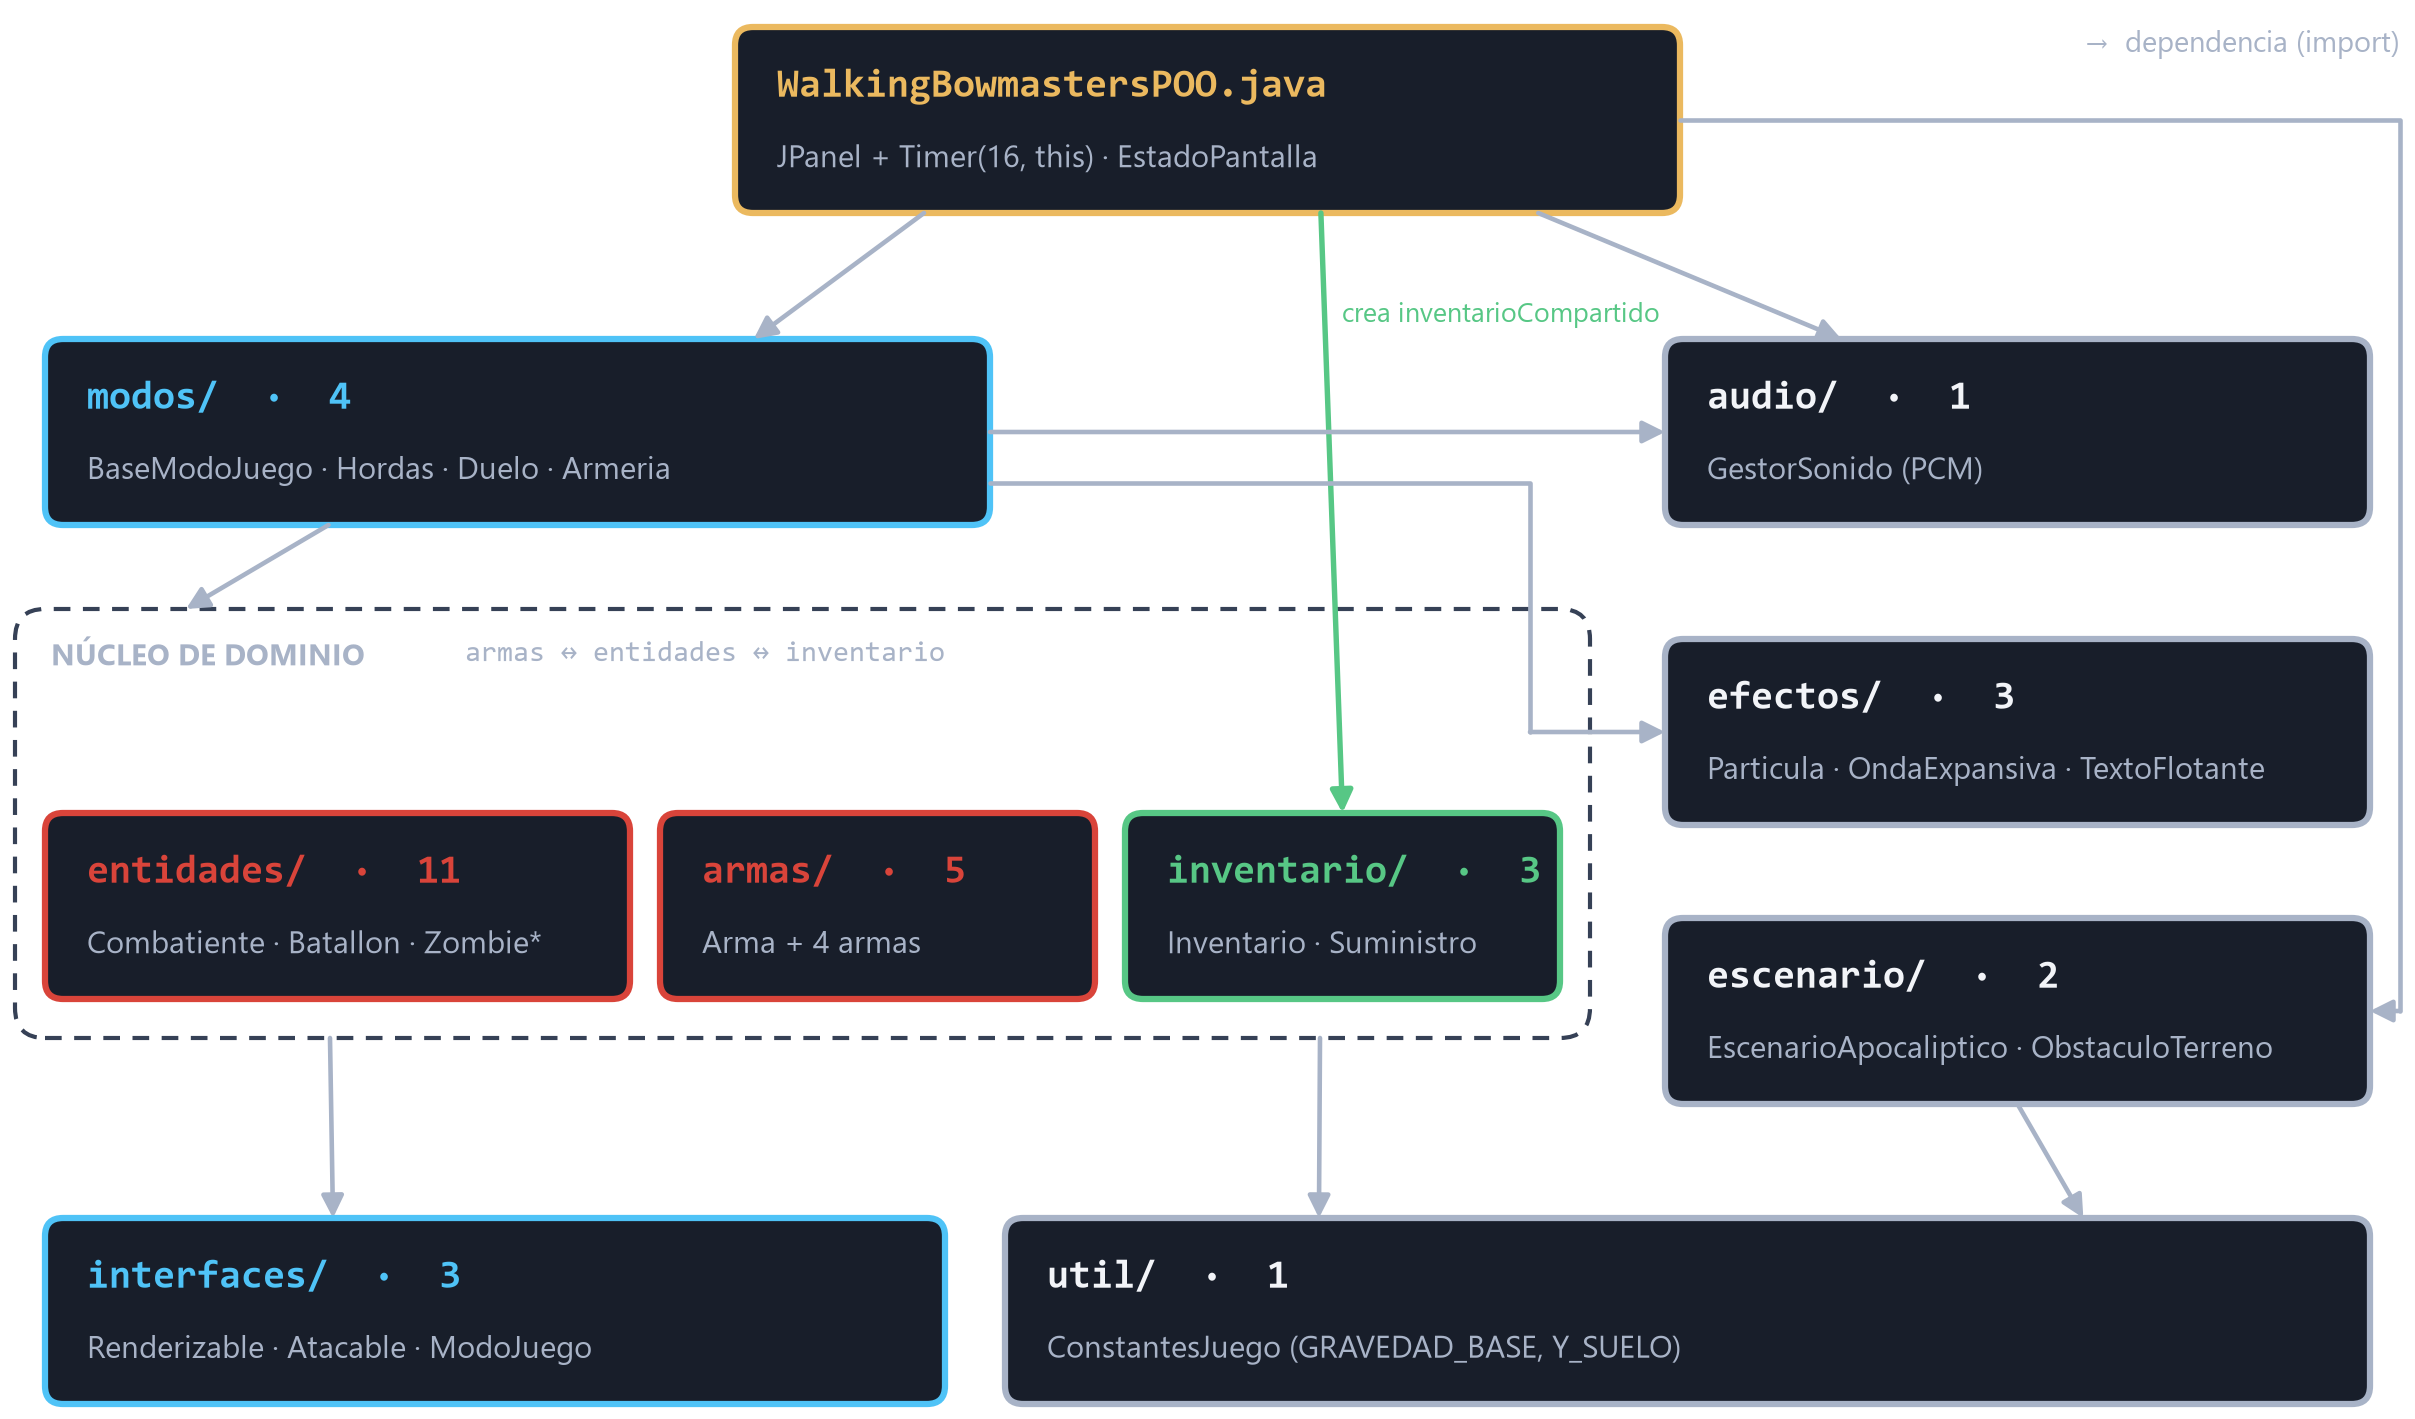 → dependencia (import)
WalkingBowmastersPOO.java
JPanel + Timer(16, this) · EstadoPantalla
crea inventarioCompartido
modos/ · 4
BaseModoJuego · Hordas · Duelo · Armeria
audio/ · 1
GestorSonido (PCM)
NÚCLEO DE DOMINIO
armas ↔ entidades ↔ inventario
efectos/ · 3
Particula · OndaExpansiva · TextoFlotante
entidades/ · 11
Combatiente · Batallon · Zombie*
armas/ · 5
Arma + 4 armas
inventario/ · 3
Inventario · Suministro
escenario/ · 2
EscenarioApocaliptico · ObstaculoTerreno
interfaces/ · 3
Renderizable · Atacable · ModoJuego
util/ · 1
ConstantesJuego (GRAVEDAD_BASE, Y_SUELO)